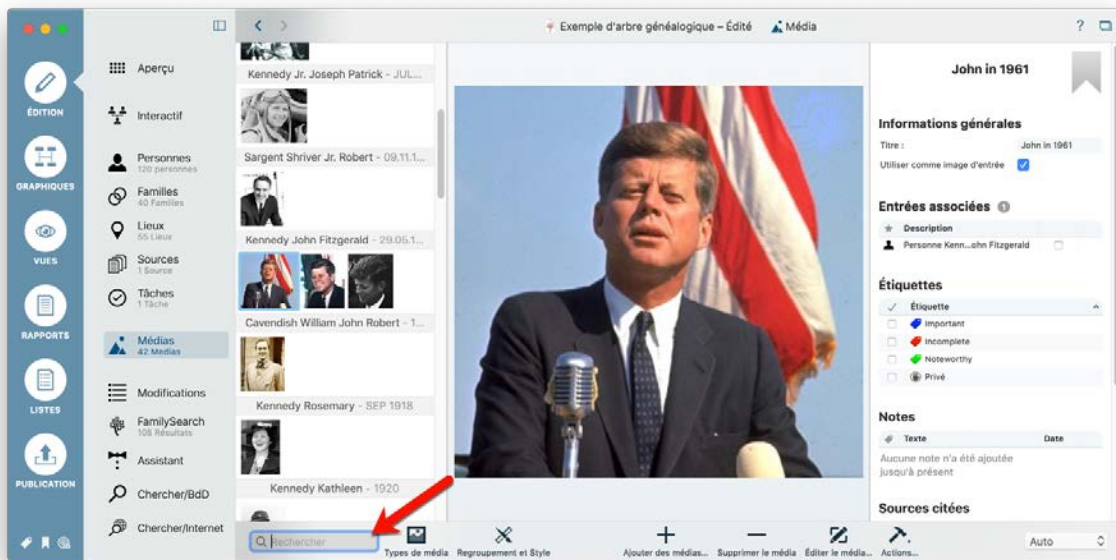 Exemple d'arbre généalogique – Édité
Média
?
ÉDITION
GRAPHIQUES
VUES
RAPPORTS
LISTES
PUBLICATION
Aperçu
Interactif
Personnes
120 personnes
Familles
40 Familles
Lieux
55 Lieux
Sources
1 Source
Tâches
1 Tâche
Médias
42 Medias
Modifications
FamilySearch
106 Résultats
Assistant
Chercher/BdD
Chercher/Internet
Kennedy Jr. Joseph Patrick - JUL...
Sargent Shriver Jr. Robert - 09.11.1...
Kennedy John Fitzgerald - 29.05.1...
Cavendish William John Robert - 1...
Kennedy Rosemary - SEP 1918
Kennedy Kathleen - 1920
Rechercher
Types de média
Regroupement et Style
Ajouter des médias...
Supprimer le média
Éditer le média...
Actions...
John in 1961
Informations générales
Titre : John in 1961
Utiliser comme image d'entrée
Entrées associées 1
Description
Personne Kenn...ohn Fitzgerald
Étiquettes
Étiquette
Important
Incomplete
Noteworthy
Privé
Notes
Texte Date
Aucune note n'a été ajoutée
jusqu'à présent
Sources citées
Auto